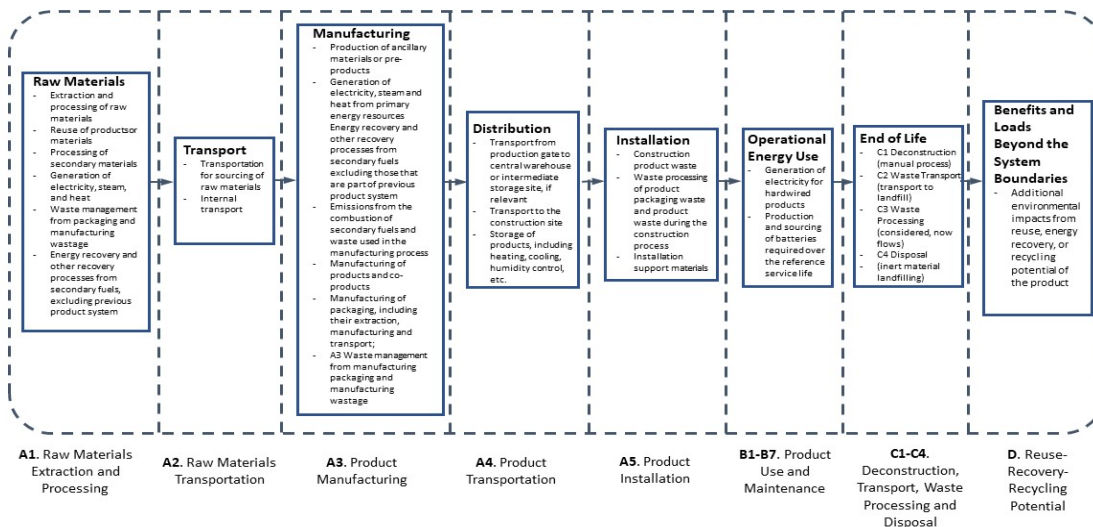 Raw Materials
- Extraction and
processing of raw
materials
- Reuse of productsor
materials
- Processing of
secondary materials
- Generation of
electricity, steam, and
heat
- Waste management
from packaging and
manufacturing
wastage
- Energy recovery and
other recovery
processes from
secondary fuels,
excluding previous
product system
Transport
- Transportation
for sourcing of
raw materials
- Internal
transport
Manufacturing
- Production of ancillary
materials or pre-
products
- Generation of
electricity, steam and
heat from primary
energy resources
Energy recovery and
other recovery
processes from
secondary fuels
excluding those that
are part of previous
product system
- Emissions from the
combustion of
secondary fuels and
waste used in the
manufacturing process
- Manufacturing of
products and co-
products
- Manufacturing of
packaging, including
their extraction,
manufacturing and
transport;
- A3 Waste management
from manufacturing
packaging and
manufacturing
wastage
Distribution
- Transport from
production gate to
central warehouse
or intermediate
storage site, if
relevant
- Transport to the
construction site
- Storage of
products, including
heating, cooling,
humidity control,
etc.
Installation
- Construction
product waste
- Waste processing
of product
packaging waste
and product waste
during the
construction
process
- Installation
support materials
Operational
Energy Use
- Generation of
electricity for
hardwired
products
- Production
and sourcing
of batteries
required over
the reference
service life
End of Life
- C1 Deconstruction
(manual process)
- C2 Waste Transport
(transport to
landfill)
- C3 Waste
Processing
(considered, now
flows)
- C4 Disposal
- (inert material
landfilling)
Benefits and
Loads
Beyond the
System
Boundaries
- Additional
environmental
impacts from
reuse, energy
recovery, or
recycling
potential of
the product
A1. Raw Materials
Extraction and
Processing
A2. Raw Materials
Transportation
A3. Product
Manufacturing
A4. Product
Transportation
A5. Product
Installation
B1-B7. Product
Use and
Maintenance
C1-C4.
Deconstruction,
Transport, Waste
Processing and
Disposal
D. Reuse-
Recovery-
Recycling
Potential